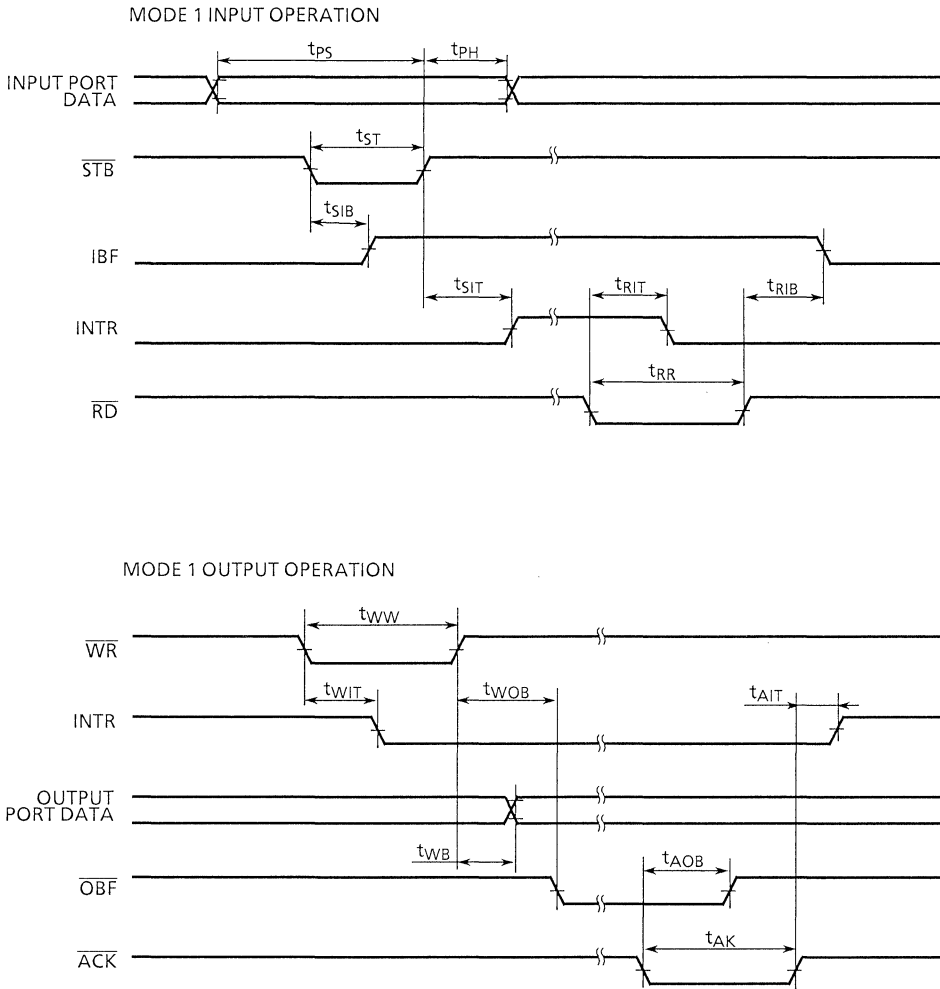 MODE 1 INPUT OPERATION
tPS
tPH
INPUT PORT
DATA
tST
STB
tSIB
IBF
tSIT
tRIT
tRIB
INTR
tRR
RD
MODE 1 OUTPUT OPERATION
tWW
WR
tWIT
tWOB
tAIT
INTR
OUTPUT
PORT DATA
tWB
tAOB
OBF
tAK
ACK